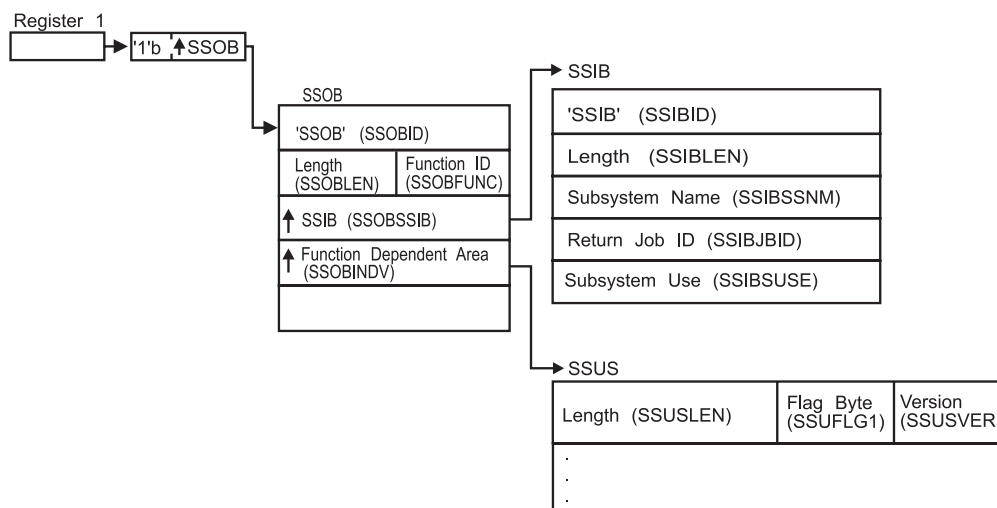 Register 1
'1'b SSOB
SSOB
'SSOB' (SSOBID)
Length
(SSOBLEN)
Function ID
(SSOBFUNC)
SSIB (SSOBSSIB)
Function Dependent Area
(SSOBINDV)
SSIB
'SSIB' (SSIBID)
Length (SSIBLEN)
Subsystem Name (SSIBSSNM)
Return Job ID (SSIBJBID)
Subsystem Use (SSIBSUSE)
SSUS
Length (SSUSLEN)
Flag Byte
(SSUFLG1)
Version
(SSUSVER
.
.
.